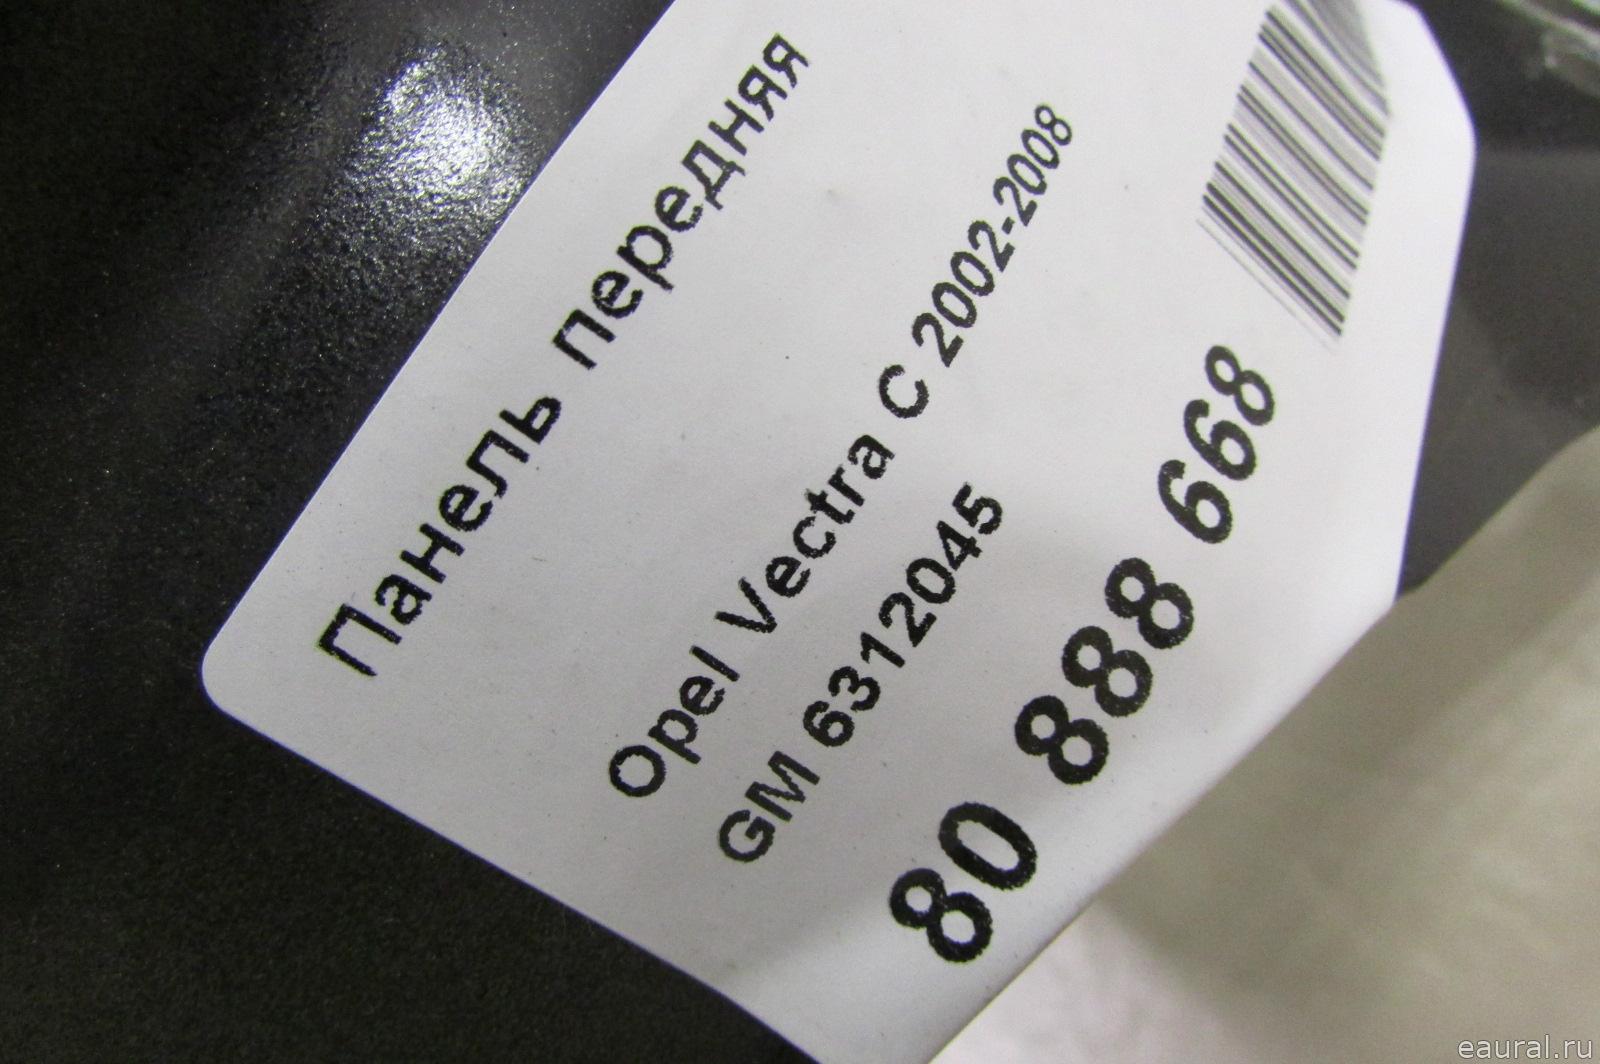 Панель передняя
Opel Vectra C 2002-2008
GM 6312045
80 888 668
eaural.ru